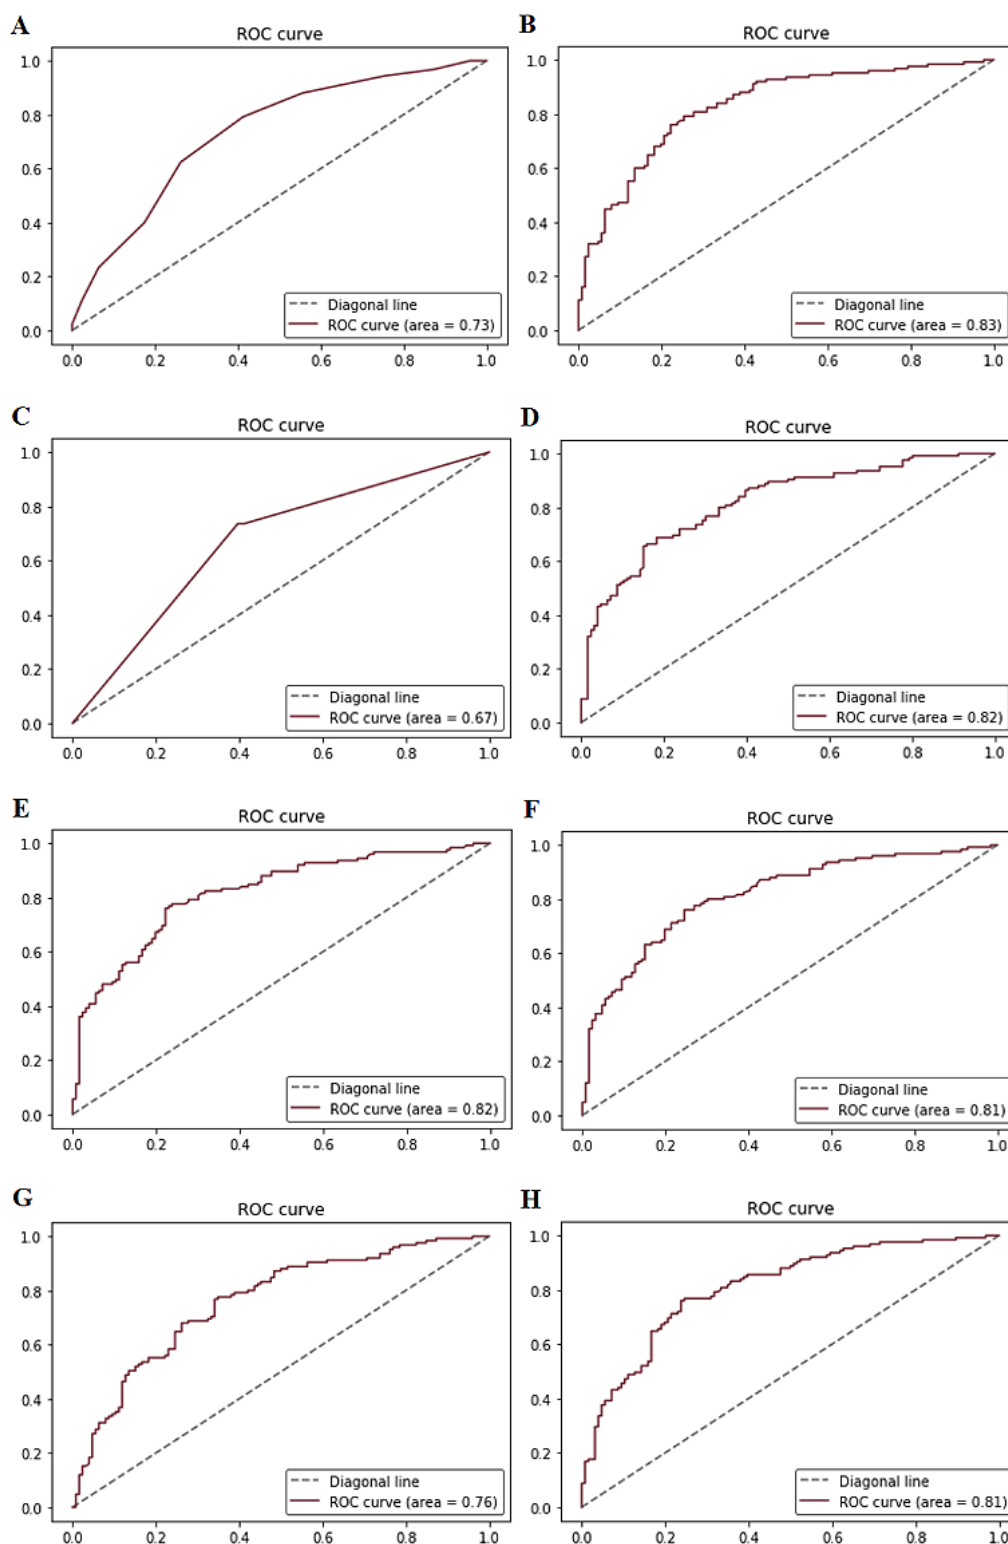 A
ROC curve
1.0
0.8
0.6
0.4
0.2
0.0
Diagonal line
ROC curve (area = 0.73)
0.0 0.2 0.4 0.6 0.8 1.0
B
ROC curve
1.0
0.8
0.6
0.4
0.2
0.0
Diagonal line
ROC curve (area = 0.83)
0.0 0.2 0.4 0.6 0.8 1.0
C
ROC curve
1.0
0.8
0.6
0.4
0.2
0.0
Diagonal line
ROC curve (area = 0.67)
0.0 0.2 0.4 0.6 0.8 1.0
D
ROC curve
1.0
0.8
0.6
0.4
0.2
0.0
Diagonal line
ROC curve (area = 0.82)
0.0 0.2 0.4 0.6 0.8 1.0
E
ROC curve
1.0
0.8
0.6
0.4
0.2
0.0
Diagonal line
ROC curve (area = 0.82)
0.0 0.2 0.4 0.6 0.8 1.0
F
ROC curve
1.0
0.8
0.6
0.4
0.2
0.0
Diagonal line
ROC curve (area = 0.81)
0.0 0.2 0.4 0.6 0.8 1.0
G
ROC curve
1.0
0.8
0.6
0.4
0.2
0.0
Diagonal line
ROC curve (area = 0.76)
0.0 0.2 0.4 0.6 0.8 1.0
H
ROC curve
1.0
0.8
0.6
0.4
0.2
0.0
Diagonal line
ROC curve (area = 0.81)
0.0 0.2 0.4 0.6 0.8 1.0